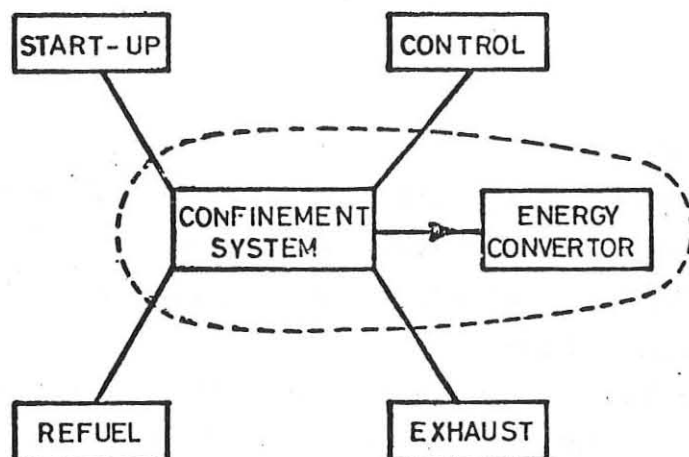 START-UP
CONTROL
CONFINEMENT
SYSTEM
ENERGY
CONVERTOR
REFUEL
EXHAUST